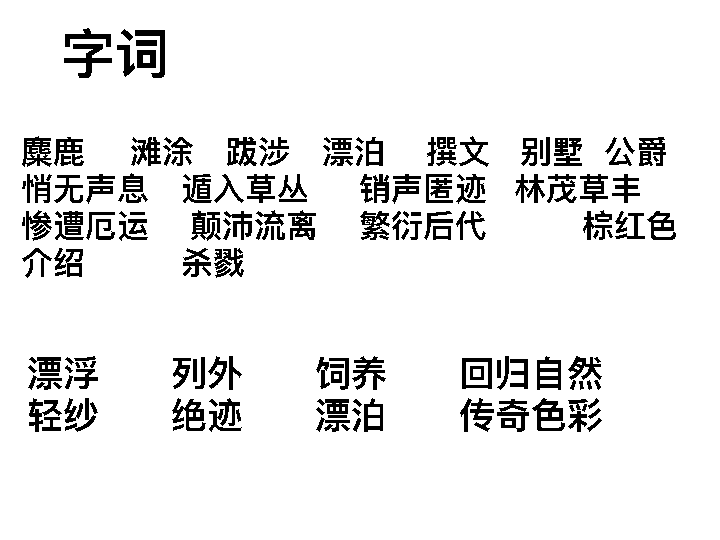 字词
麋鹿 滩涂 跋涉 漂泊 撰文 别墅 公爵
悄无声息 遁入草丛 销声匿迹 林茂草丰
惨遭厄运 颠沛流离 繁衍后代 棕红色
介绍 杀戮
漂浮 列外 饲养 回归自然
轻纱 绝迹 漂泊 传奇色彩